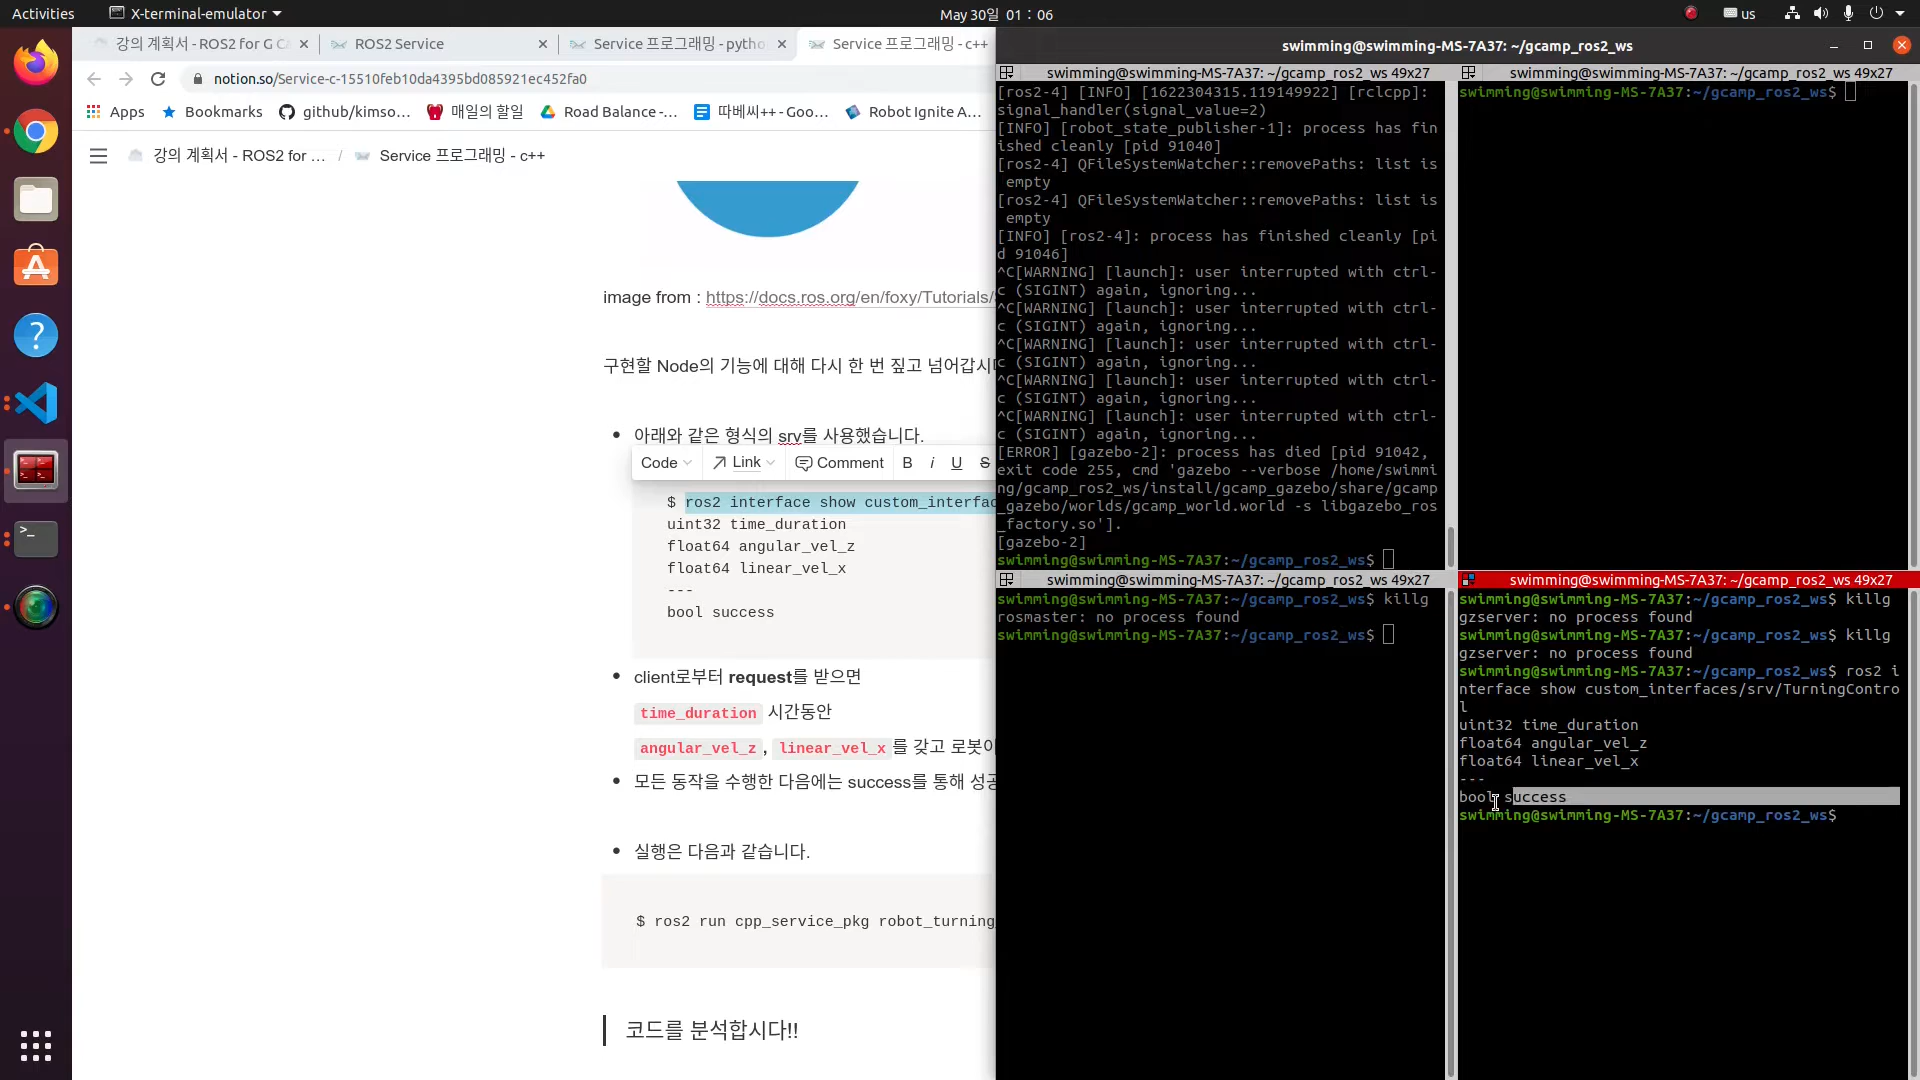 Activities
X-terminal-emulator
May 30일 01 : 06
us
강의 계획서 - ROS2 for G CA
ROS2 Service
Service 프로그래밍 - pytho
Service 프로그래밍 - c++
notion.so/Service-c-15510feb10da4395bd085921ec452fa0
Apps
Bookmarks
github/kimso...
매일의 할일
Road Balance -...
따베씨++ - Goo...
Robot Ignite A...
강의 계획서 - ROS2 for ... / Service 프로그래밍 - c++
image from : https://docs.ros.org/en/foxy/Tutorials/
구현할 Node의 기능에 대해 다시 한 번 짚고 넘어갑시
아래와 같은 형식의 srv를 사용했습니다.
Code
Link
Comment
B
i
U
S
$ ros2 interface show custom_interfac
uint32 time_duration
float64 angular_vel_z
float64 linear_vel_x
---
bool success
client로부터 request를 받으면
time_duration 시간동안
angular_vel_z, linear_vel_x를 갖고 로봇이
모든 동작을 수행한 다음에는 success를 통해 성공
실행은 다음과 같습니다.
$ ros2 run cpp_service_pkg robot_turning
코드를 분석합시다!!
swimming@swimming-MS-7A37: ~/gcamp_ros2_ws
swimming@swimming-MS-7A37: ~/gcamp_ros2_ws 49x27
[ros2-4] [INFO] [1622304315.119149922] [rclcpp]:
signal_handler(signal_value=2)
[INFO] [robot_state_publisher-1]: process has fin
ished cleanly [pid 91040]
[ros2-4] QFileSystemWatcher::removePaths: list is
empty
[ros2-4] QFileSystemWatcher::removePaths: list is
empty
[INFO] [ros2-4]: process has finished cleanly [pi
d 91046]
^C[WARNING] [launch]: user interrupted with ctrl-
c (SIGINT) again, ignoring...
^C[WARNING] [launch]: user interrupted with ctrl-
c (SIGINT) again, ignoring...
^C[WARNING] [launch]: user interrupted with ctrl-
c (SIGINT) again, ignoring...
^C[WARNING] [launch]: user interrupted with ctrl-
c (SIGINT) again, ignoring...
^C[WARNING] [launch]: user interrupted with ctrl-
c (SIGINT) again, ignoring...
[ERROR] [gazebo-2]: process has died [pid 91042,
exit code 255, cmd 'gazebo --verbose /home/swimmi
ng/gcamp_ros2_ws/install/gcamp_gazebo/share/gcamp
_gazebo/worlds/gcamp_world.world -s libgazebo_ros
_factory.so'].
[gazebo-2]
swimming@swimming-MS-7A37:~/gcamp_ros2_ws$
swimming@swimming-MS-7A37: ~/gcamp_ros2_ws 49x27
swimming@swimming-MS-7A37:~/gcamp_ros2_ws$
swimming@swimming-MS-7A37: ~/gcamp_ros2_ws 49x27
swimming@swimming-MS-7A37:~/gcamp_ros2_ws$ killg
rosmaster: no process found
swimming@swimming-MS-7A37:~/gcamp_ros2_ws$
swimming@swimming-MS-7A37: ~/gcamp_ros2_ws 49x27
swimming@swimming-MS-7A37:~/gcamp_ros2_ws$ killg
gzserver: no process found
swimming@swimming-MS-7A37:~/gcamp_ros2_ws$ killg
gzserver: no process found
swimming@swimming-MS-7A37:~/gcamp_ros2_ws$ ros2 i
nterface show custom_interfaces/srv/TurningContro
l
uint32 time_duration
float64 angular_vel_z
float64 linear_vel_x
---
bool success
swimming@swimming-MS-7A37:~/gcamp_ros2_ws$